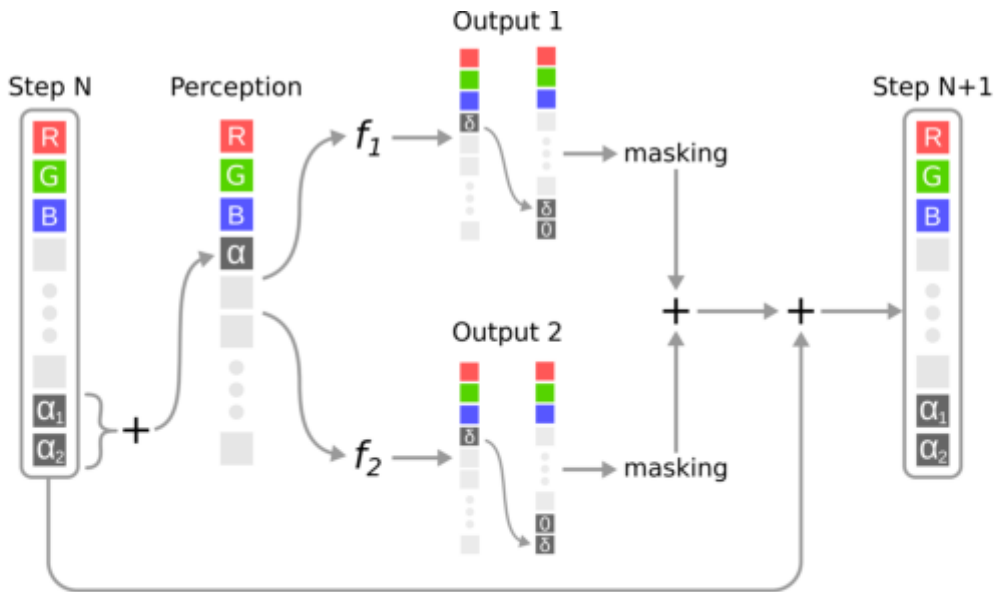 Output 1
Step N
Perception
Step N+1
R
G
B
α₁
α₂
+
R
G
B
α
f₁
δ
δ
0
masking
+
+
Output 2
f₂
δ
0
δ
masking
R
G
B
α₁
α₂